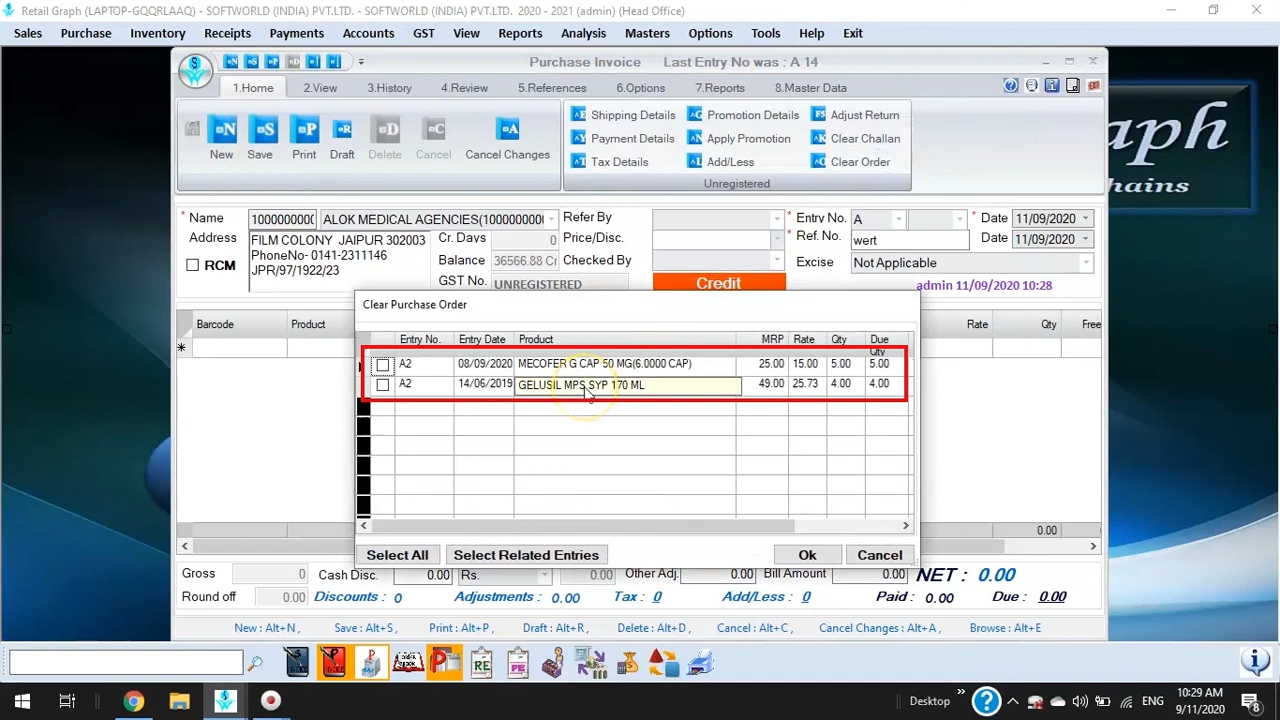 Retail Graph (LAPTOP-GQQRLAAQ) - SOFTWORLD (INDIA) PVT.LTD. - SOFTWORLD (INDIA) PVT.LTD. 2020 - 2021 (admin) (Head Office)
Sales Purchase Inventory Receipts Payments Accounts GST View Reports Analysis Masters Options Tools Help Exit
Purchase Invoice Last Entry No was : A 14
1.Home 2.View 3.History 4.Review 5.References 6.Options 7.Reports 8.Master Data
Shipping Details Promotion Details Adjust Return
Payment Details Apply Promotion Clear Challan
Tax Details Add/Less Clear Order
New Save Print Draft Delete Cancel Cancel Changes
Unregistered
aph
hains
* Name 1000000000 ALOK MEDICAL AGENCIES(1000000000 Refer By * Entry No. A * Date 11/09/2020
Address FILM COLONY JAIPUR 302003 Cr. Days 0 Price/Disc. * Ref. No. wert Date 11/09/2020
PhoneNo- 0141-2311146 Balance 36566.88 Cr Checked By Excise Not Applicable
RCM JPR/97/1922/23 GST No. UNREGISTERED Credit admin 11/09/2020 10:28
Clear Purchase Order
Barcode Product Rate Qty Free
Entry No. Entry Date Product MRP Rate Qty Due Qty
A2 08/09/2020 MECOFER G CAP 50 MG(6.0000 CAP) 25.00 15.00 5.00 5.00
A2 14/06/2019 GELUSIL MPS SYP 170 ML 49.00 25.73 4.00 4.00
0.00
Select All Select Related Entries Ok Cancel
Gross 0 Cash Disc. 0.00 Rs. 0.00 Other Adj. 0.00 Bill Amount 0.00 NET : 0.00
Round off 0.00 Discounts : 0 Adjustments : 0.00 Tax : 0 Add/Less : 0 Paid : 0.00 Due : 0.00
New : Alt+N , Save : Alt+S , Print : Alt+P , Draft : Alt+R , Delete : Alt+D , Cancel : Alt+C , Cancel Changes : Alt+A , Browse : Alt+E
Desktop ENG 10:29 AM
9/11/2020 8